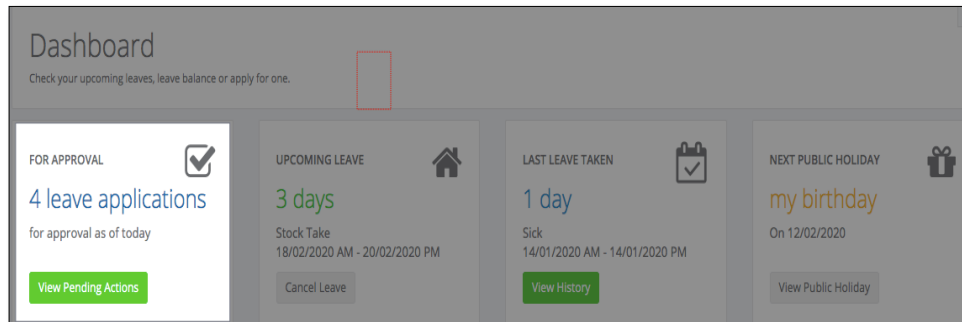 Dashboard
Check your upcoming leaves, leave balance or apply for one.
FOR APPROVAL
4 leave applications
for approval as of today
View Pending Actions
UPCOMING LEAVE
3 days
Stock Take
18/02/2020 AM - 20/02/2020 PM
Cancel Leave
LAST LEAVE TAKEN
1 day
Sick
14/01/2020 AM - 14/01/2020 PM
View History
NEXT PUBLIC HOLIDAY
my birthday
On 12/02/2020
View Public Holiday